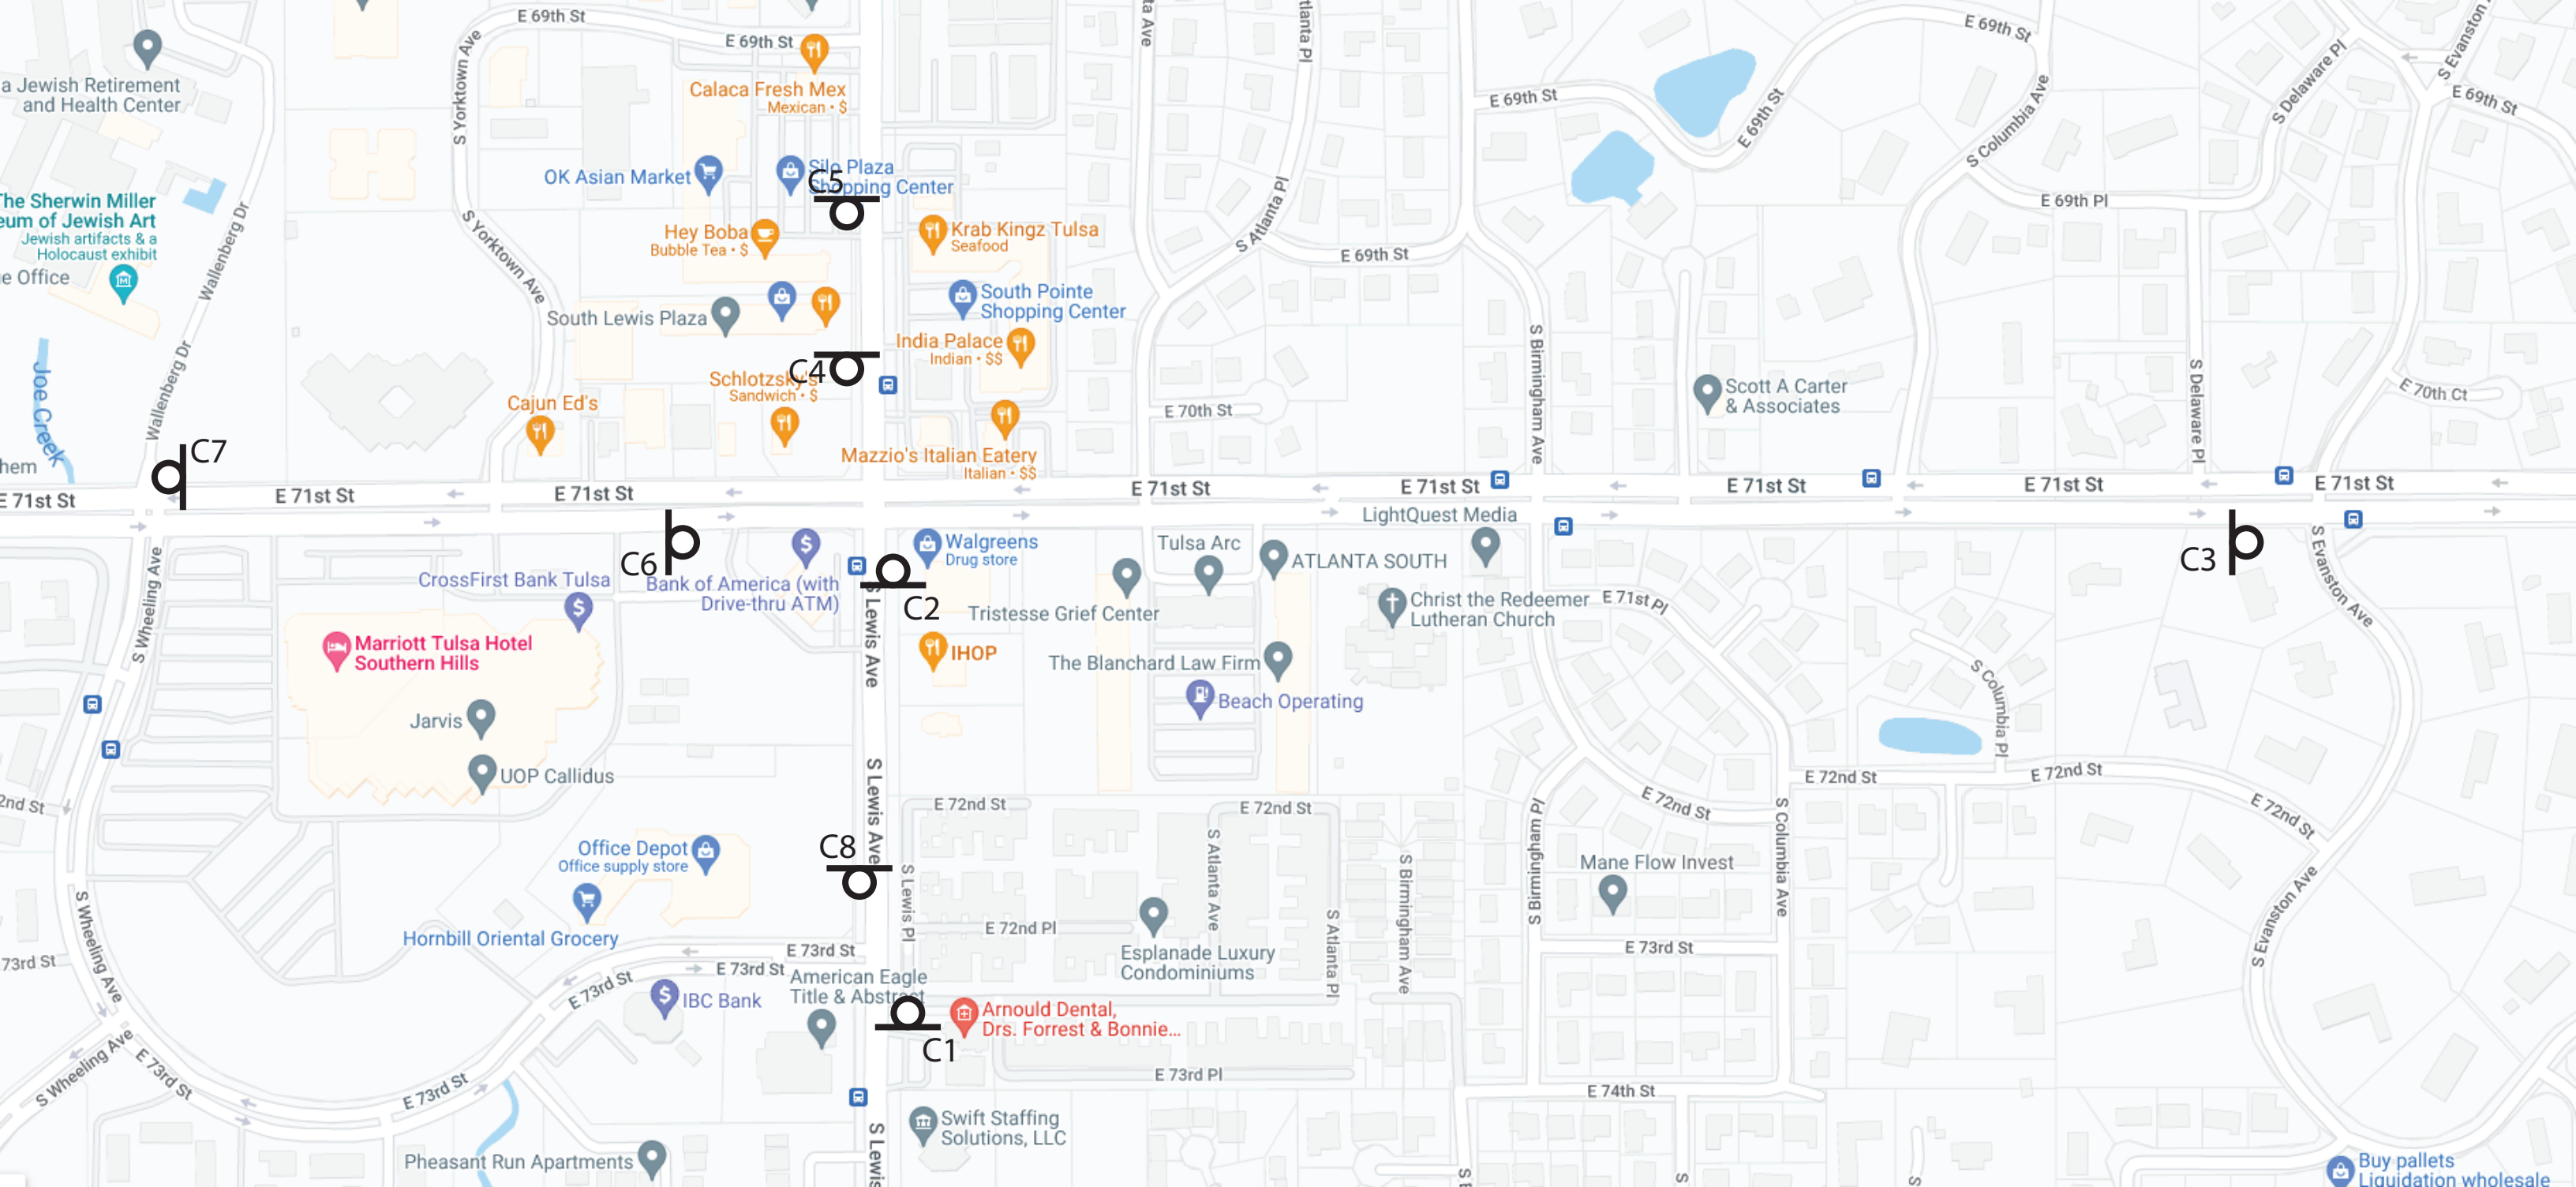 E 69th St
E 69th St
E 69th St
S Evanston
ta Ave
tlanta Pl
S Yorktown Ave
a Jewish Retirement
and Health Center
Calaca Fresh Mex
Mexican • $
E 69th St
E 69th St
S Columbia Ave
S Delaware Pl
E 69th St
OK Asian Market
Silo Plaza
Shopping Center
C5
The Sherwin Miller
eum of Jewish Art
Jewish artifacts & a
Holocaust exhibit
e Office
Wallenberg Dr
S Yorktown Ave
Hey Boba
Bubble Tea • $
Krab Kingz Tulsa
Seafood
S Atlanta Pl
E 69th St
E 69th Pl
South Pointe
Shopping Center
South Lewis Plaza
India Palace
Indian • $$
C4
Schlotzsky's
Sandwich • $
Joe Creek
Wallenberg Dr
Cajun Ed's
E 70th St
S Birmingham Ave
Scott A Carter
& Associates
S Delaware Pl
E 70th Ct
C7
hem
Mazzio's Italian Eatery
Italian • $$
E 71st St
E 71st St
E 71st St
E 71st St
E 71st St
E 71st St
E 71st St
E 71st St
LightQuest Media
C6
Walgreens
Drug store
Tulsa Arc
ATLANTA SOUTH
C3
CrossFirst Bank Tulsa
Bank of America (with
Drive-thru ATM)
C2
S Lewis Ave
Tristesse Grief Center
Christ the Redeemer
Lutheran Church
E 71st Pl
S Evanston Ave
S Wheeling Ave
Marriott Tulsa Hotel
Southern Hills
IHOP
The Blanchard Law Firm
Beach Operating
S Columbia Pl
Jarvis
UOP Callidus
S Lewis Ave
2nd St
E 72nd St
E 72nd St
E 72nd St
E 72nd St
E 72nd St
E 72nd St
C8
Office Depot
Office supply store
S Lewis Pl
S Atlanta Ave
S Birmingham Ave
S Birmingham Pl
Mane Flow Invest
S Columbia Ave
Hornbill Oriental Grocery
E 72nd Pl
S Atlanta Pl
S Wheeling Ave
73rd St
E 73rd St
E 73rd St
E 73rd St
Esplanade Luxury
Condominiums
E 73rd St
S Evanston Ave
American Eagle
Title & Abstract
IBC Bank
Arnould Dental,
Drs. Forrest & Bonnie...
C1
S Wheeling Ave
E 73rd St
E 73rd St
E 73rd Pl
E 74th St
S Lewis
Swift Staffing
Solutions, LLC
Pheasant Run Apartments
S
S
Buy pallets
Liquidation wholesale